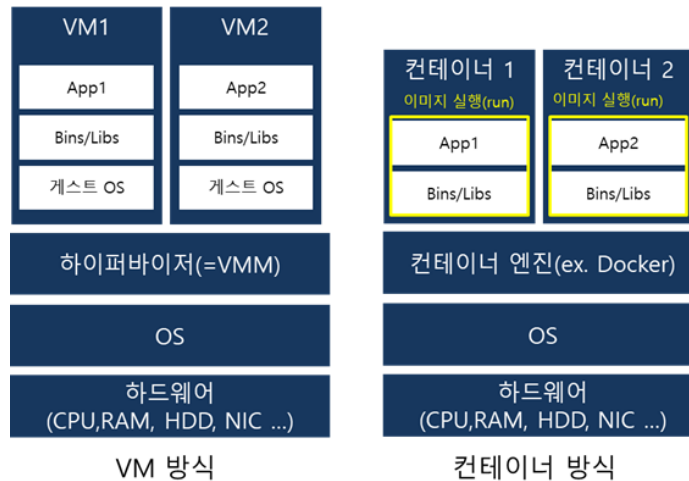 VM1
App1
Bins/Libs
게스트 OS
VM2
App2
Bins/Libs
게스트 OS
하이퍼바이저(=VMM)
OS
하드웨어
(CPU,RAM, HDD, NIC ...)
VM 방식
컨테이너 1
이미지 실행(run)
App1
Bins/Libs
컨테이너 2
이미지 실행(run)
App2
Bins/Libs
컨테이너 엔진(ex. Docker)
OS
하드웨어
(CPU,RAM, HDD, NIC ...)
컨테이너 방식